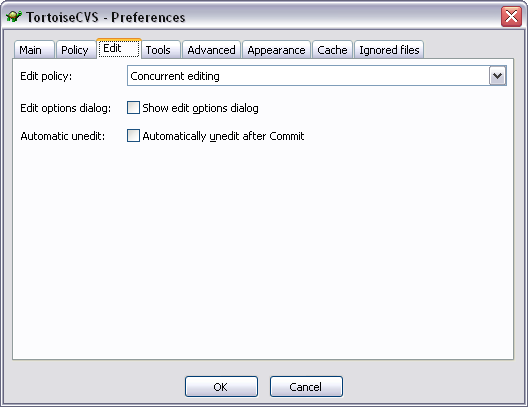 TortoiseCVS - Preferences
Main Policy Edit Tools Advanced Appearance Cache Ignored files
Edit policy: Concurrent editing
Edit options dialog: Show edit options dialog
Automatic unedit: Automatically unedit after Commit
OK Cancel